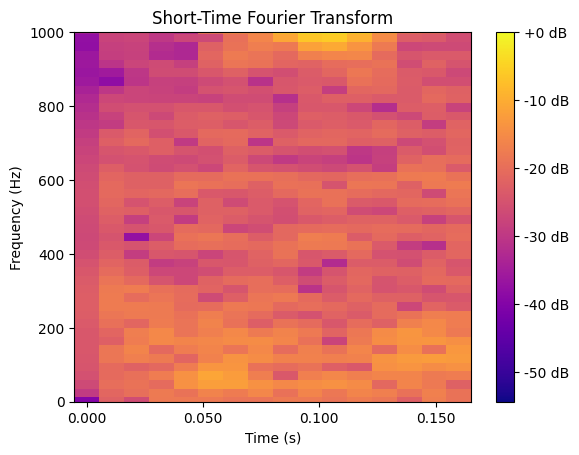 Short-Time Fourier Transform
Frequency (Hz)
1000
800
600
400
200
0
0.000
0.050
0.100
0.150
Time (s)
+0 dB
-10 dB
-20 dB
-30 dB
-40 dB
-50 dB